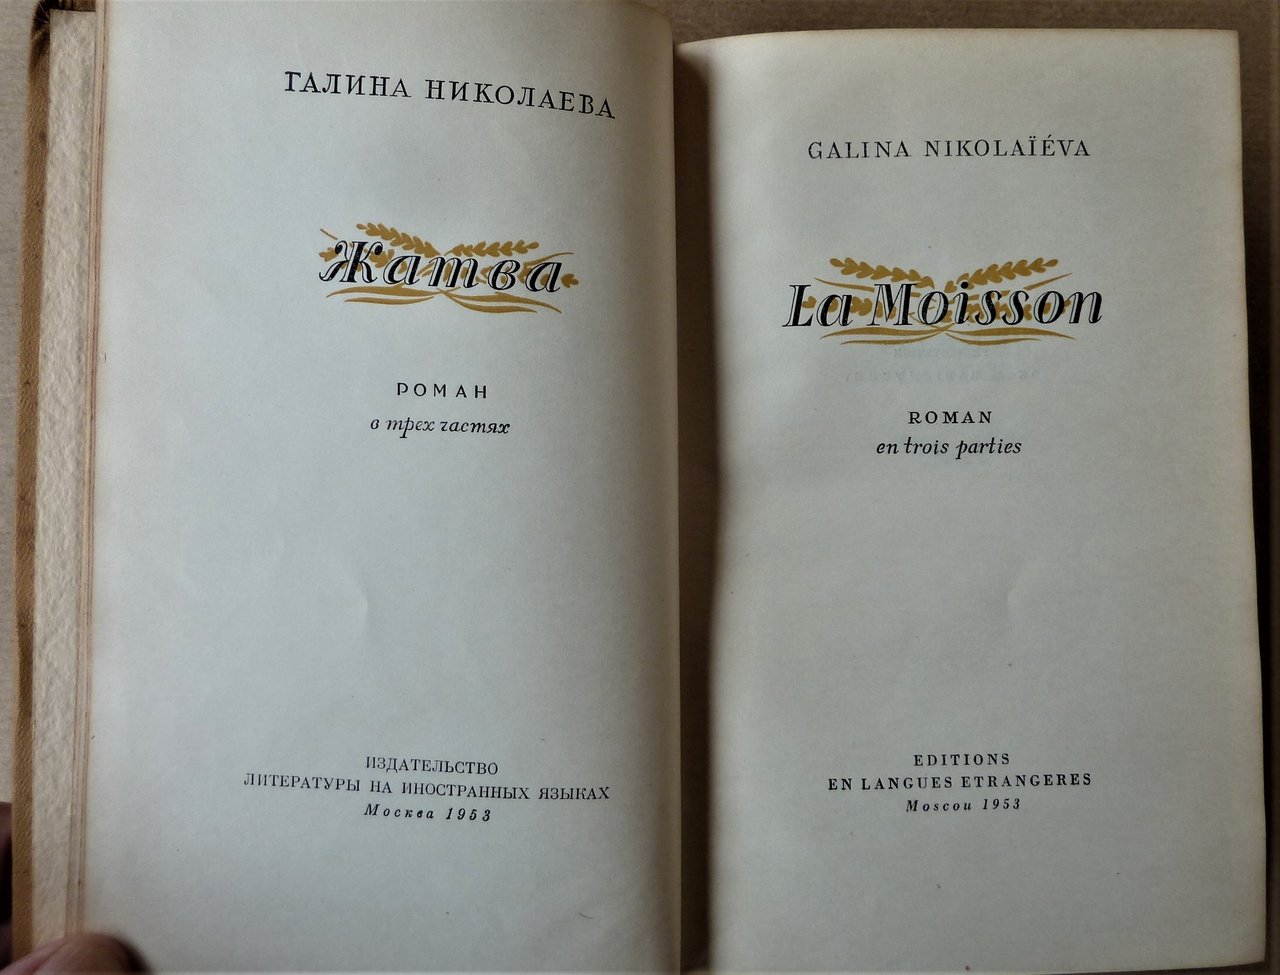 ГАЛИНА НИКОЛАЕВА
Жатва
РОМАН
в трех частях
ИЗДАТЕЛЬСТВО
ЛИТЕРАТУРЫ НА ИНОСТРАННЫХ ЯЗЫКАХ
Москва 1953
GALINA NIKOLAÏÉVA
La Moisson
ROMAN
en trois parties
EDITIONS
EN LANGUES ETRANGERES
Moscou 1953